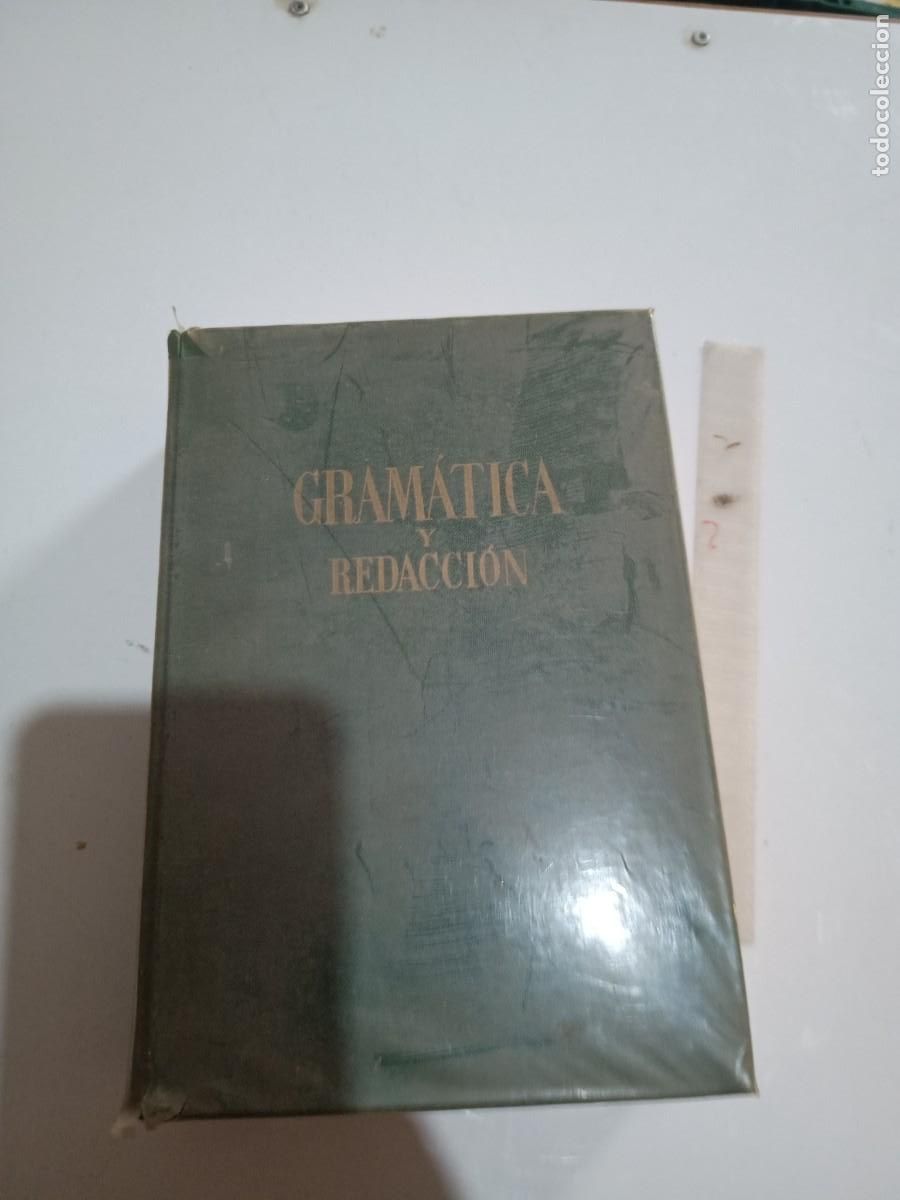 todocoleccion
GRAMÁTICA
Y
REDACCIÓN